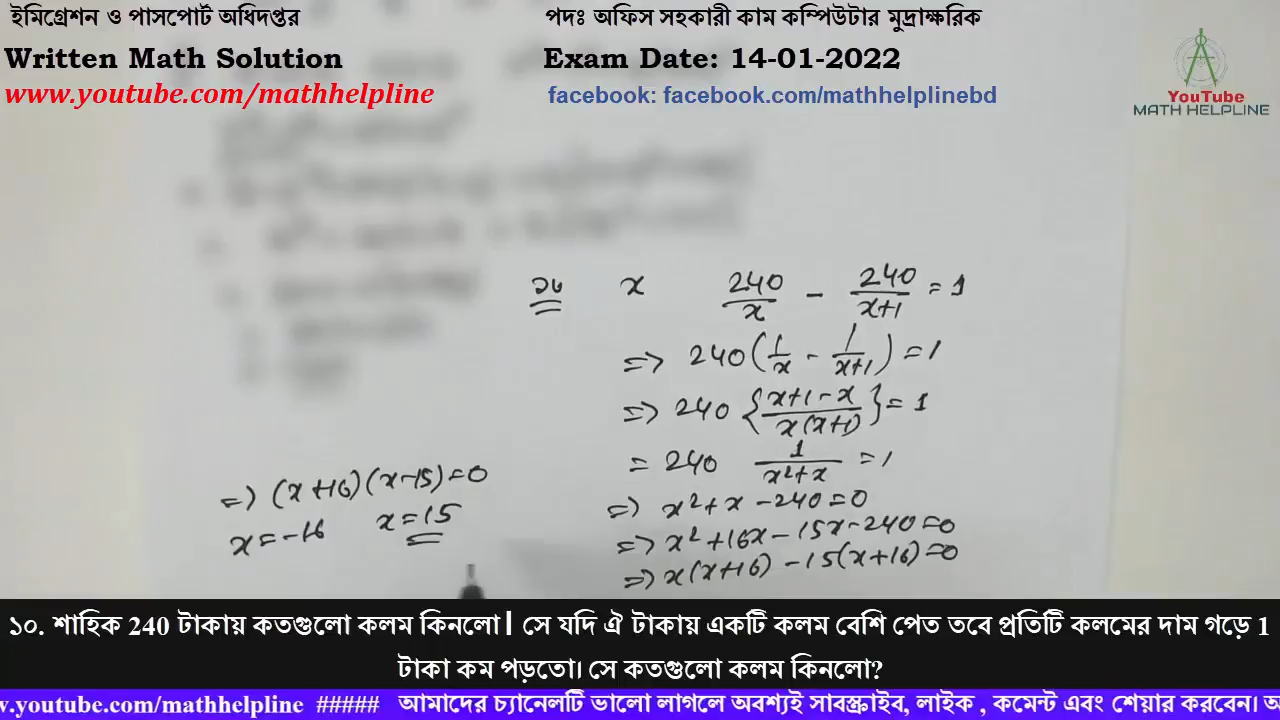 ইমিগ্রেশন ও পাসপোর্ট অধিদপ্তর
পদঃ অফিস সহকারী কাম কম্পিউটার মুদ্রাক্ষরিক
Written Math Solution
Exam Date: 14-01-2022
www.youtube.com/mathhelpline
facebook: facebook.com/mathhelplinebd
YouTube
MATH HELPLINE
১০ x 240/x - 240/x+1 = 1
=> 240(1/x - 1/x+1) = 1
=> 240 {x+1-x/x(x+1)} = 1
= 240 1/x²+x = 1
=> x²+x-240=0
=> x²+16x-15x-240=0
=> x(x+16)-15(x+16)=0
=> (x+16)(x-15)=0
x=-16 x=15
১০. শাহিক 240 টাকায় কতগুলো কলম কিনলো| সে যদি ঐ টাকায় একটি কলম বেশি পেত তবে প্রতিটি কলমের দাম গড়ে 1
টাকা কম পড়তো। সে কতগুলো কলম কিনলো?
w.youtube.com/mathhelpline ##### আমাদের চ্যানেলটি ভালো লাগলে অবশ্যই সাবস্ক্রাইব, লাইক , কমেন্ট এবং শেয়ার করবেন।